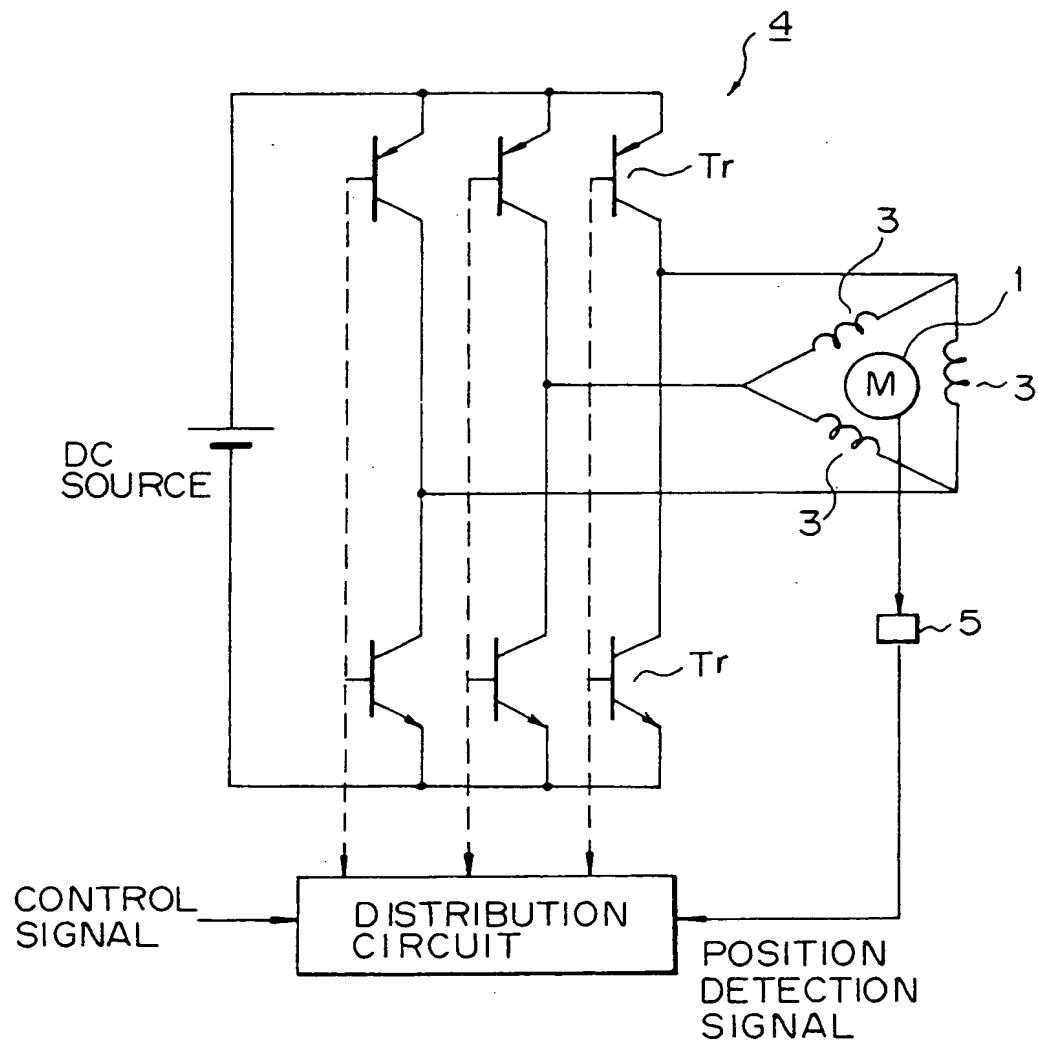 4
Tr
3
1
M
3
3
DC
SOURCE
5
Tr
CONTROL
SIGNAL
DISTRIBUTION
CIRCUIT
POSITION
DETECTION
SIGNAL